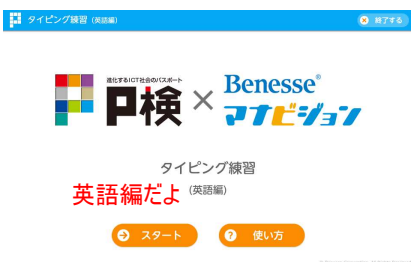 タイピング練習 (英語編)
終了する
進化するICT社会のパスポート
P検 × Benesse®
マナビジョン
タイピング練習
英語編だよ (英語編)
スタート
使い方